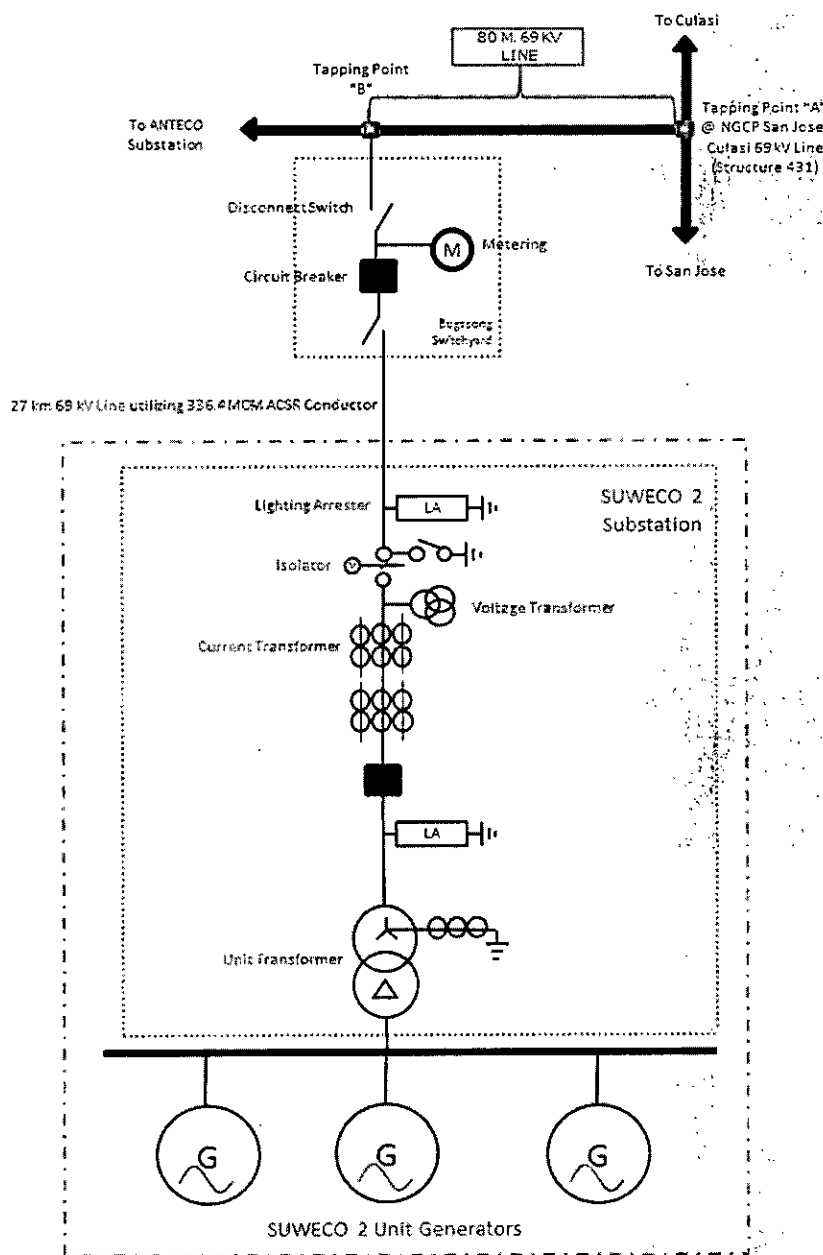 To Culasi
80 M. 69 KV
LINE
Tapping Point
"B"
To ANTECO
Substation
Tapping Point "A"
@ NGCP San Jose
Culasi 69 kV Line
(Structure 431)
Disconnect Switch
M
Metering
Circuit Breaker
To San Jose
Bugtsong
Switchyard
27 km 69 kV Line utilizing 336.4 MCM ACSR Conductor
Lighting Arrester
LA
SUWECO 2
Substation
Isolator
Voltage Transformer
Current Transformer
LA
Unit Transformer
G
G
G
SUWECO 2 Unit Generators